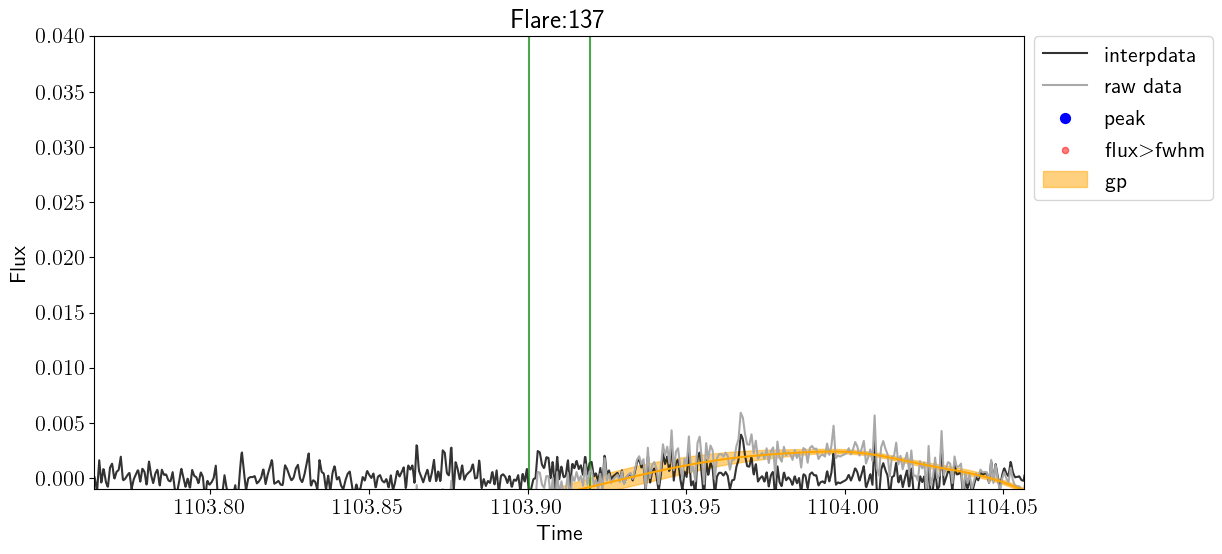 Flare:137
0.040
0.035
0.030
0.025
0.020
0.015
0.010
0.005
0.000
Flux
1103.80 1103.85 1103.90 1103.95 1104.00 1104.05
Time
interpdata
raw data
peak
flux>fwhm
gp